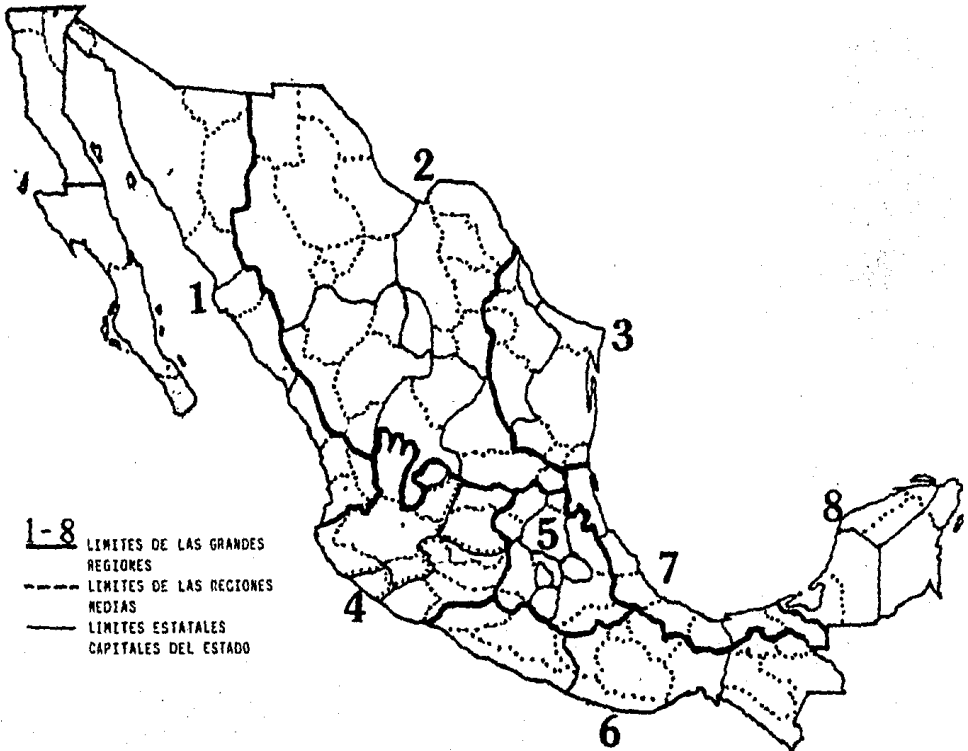 2
1
3
8
5
7
4
6
1-8 LIMITES DE LAS GRANDES
REGIONES
LIMITES DE LAS REGIONES
MEDIAS
LIMITES ESTATALES
CAPITALES DEL ESTADO